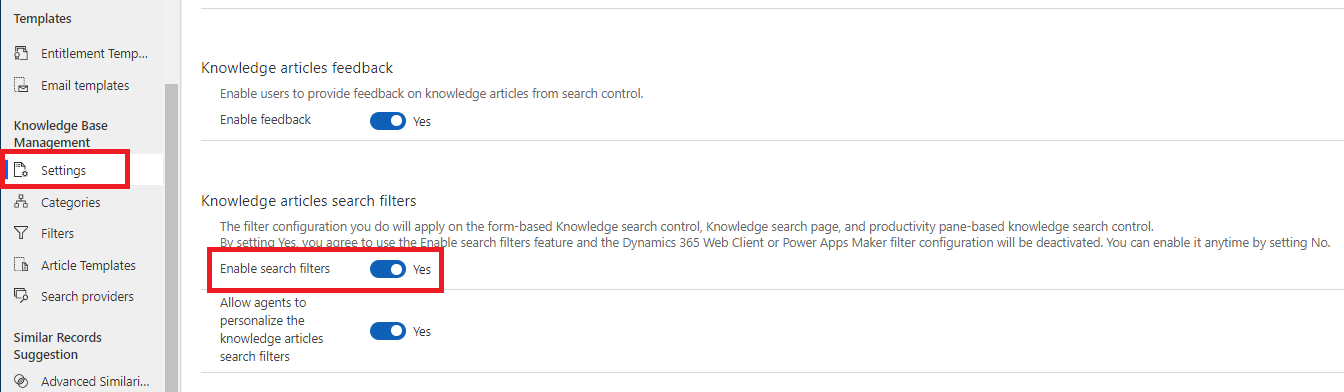 Templates
Entitlement Temp...
Email templates
Knowledge Base
Management
Settings
Categories
Filters
Article Templates
Search providers
Similar Records
Suggestion
Advanced Similari...
Knowledge articles feedback
Enable users to provide feedback on knowledge articles from search control.
Enable feedback Yes
Knowledge articles search filters
The filter configuration you do will apply on the form-based Knowledge search control, Knowledge search page, and productivity pane-based knowledge search control.
By setting Yes, you agree to use the Enable search filters feature and the Dynamics 365 Web Client or Power Apps Maker filter configuration will be deactivated. You can enable it anytime by setting No.
Enable search filters Yes
Allow agents to
personalize the
knowledge articles Yes
search filters